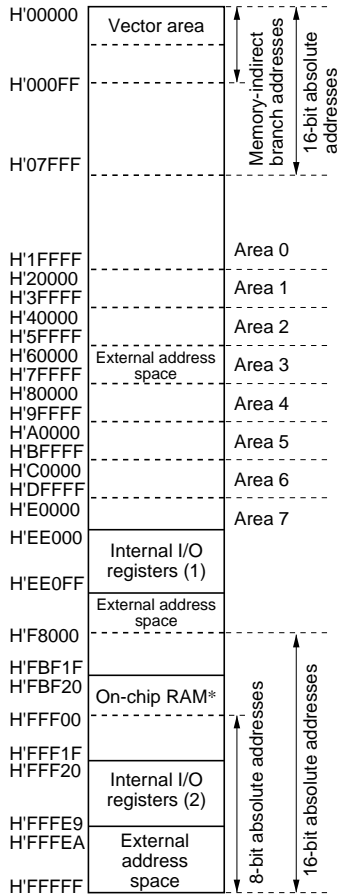 H'00000
Vector area
H'000FF
Memory-indirect
branch addresses
16-bit absolute
addresses
H'07FFF
H'1FFFF
Area 0
H'20000
H'3FFFF
Area 1
H'40000
H'5FFFF
Area 2
H'60000
H'7FFFF
External address
space
Area 3
H'80000
H'9FFFF
Area 4
H'A0000
H'BFFFF
Area 5
H'C0000
H'DFFFF
Area 6
H'E0000
Area 7
H'EE000
Internal I/O
registers (1)
H'EE0FF
External address
space
H'F8000
H'FBF1F
H'FBF20
On-chip RAM*
H'FFF00
H'FFF1F
H'FFF20
Internal I/O
registers (2)
H'FFFE9
H'FFFEA
External
address
space
H'FFFFF
8-bit absolute addresses
16-bit absolute addresses